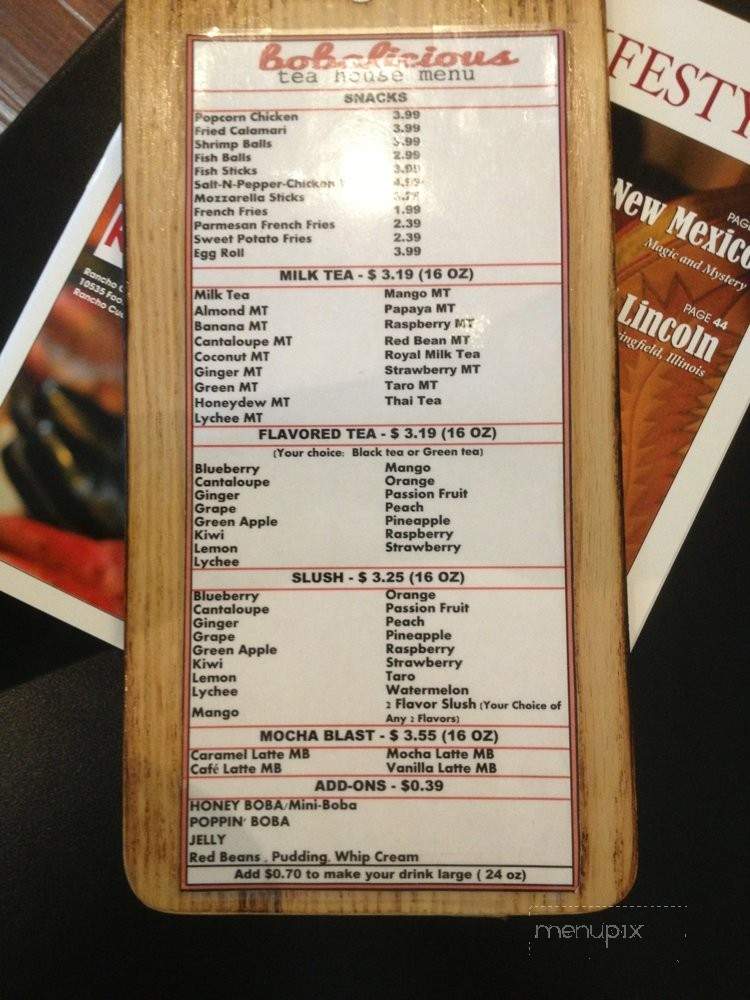 bobalicious
tea house menu
SNACKS
Popcorn Chicken 3.99
Fried Calamari 3.99
Shrimp Balls 3.99
Fish Balls 2.99
Fish Sticks
Salt-N-Pepper-Chicken
Mozzarella Sticks
French Fries 1.99
Parmesan French Fries 2.39
Sweet Potato Fries 2.39
Egg Roll 3.99
MILK TEA - $ 3.19 (16 OZ)
Milk Tea Mango MT
Almond MT Papaya MT
Banana MT Raspberry MT
Cantaloupe MT Red Bean MT
Coconut MT Royal Milk Tea
Ginger MT Strawberry MT
Green MT Taro MT
Honeydew MT Thai Tea
Lychee MT
FLAVORED TEA - $ 3.19 (16 OZ)
(Your choice: Black tea or Green tea)
Blueberry Mango
Cantaloupe Orange
Ginger Passion Fruit
Grape Peach
Green Apple Pineapple
Kiwi Raspberry
Lemon Strawberry
Lychee
SLUSH - $ 3.25 (16 OZ)
Blueberry Orange
Cantaloupe Passion Fruit
Ginger Peach
Grape Pineapple
Green Apple Raspberry
Kiwi Strawberry
Lemon Taro
Lychee Watermelon
Mango 2 Flavor Slush (Your Choice of
Any 2 Flavors)
MOCHA BLAST - $ 3.55 (16 OZ)
Caramel Latte MB Mocha Latte MB
Café Latte MB Vanilla Latte MB
ADD-ONS - $0.39
HONEY BOBA/Mini-Boba
POPPIN' BOBA
JELLY
Red Beans , Pudding, Whip Cream
Add $0.70 to make your drink large ( 24 oz)
FESTY
New Mexico
Magic and Mystery
PAGE 44
Lincoln
ingfield, Illinois
Rancho
10535 Foo
Rancho Cu
menupix